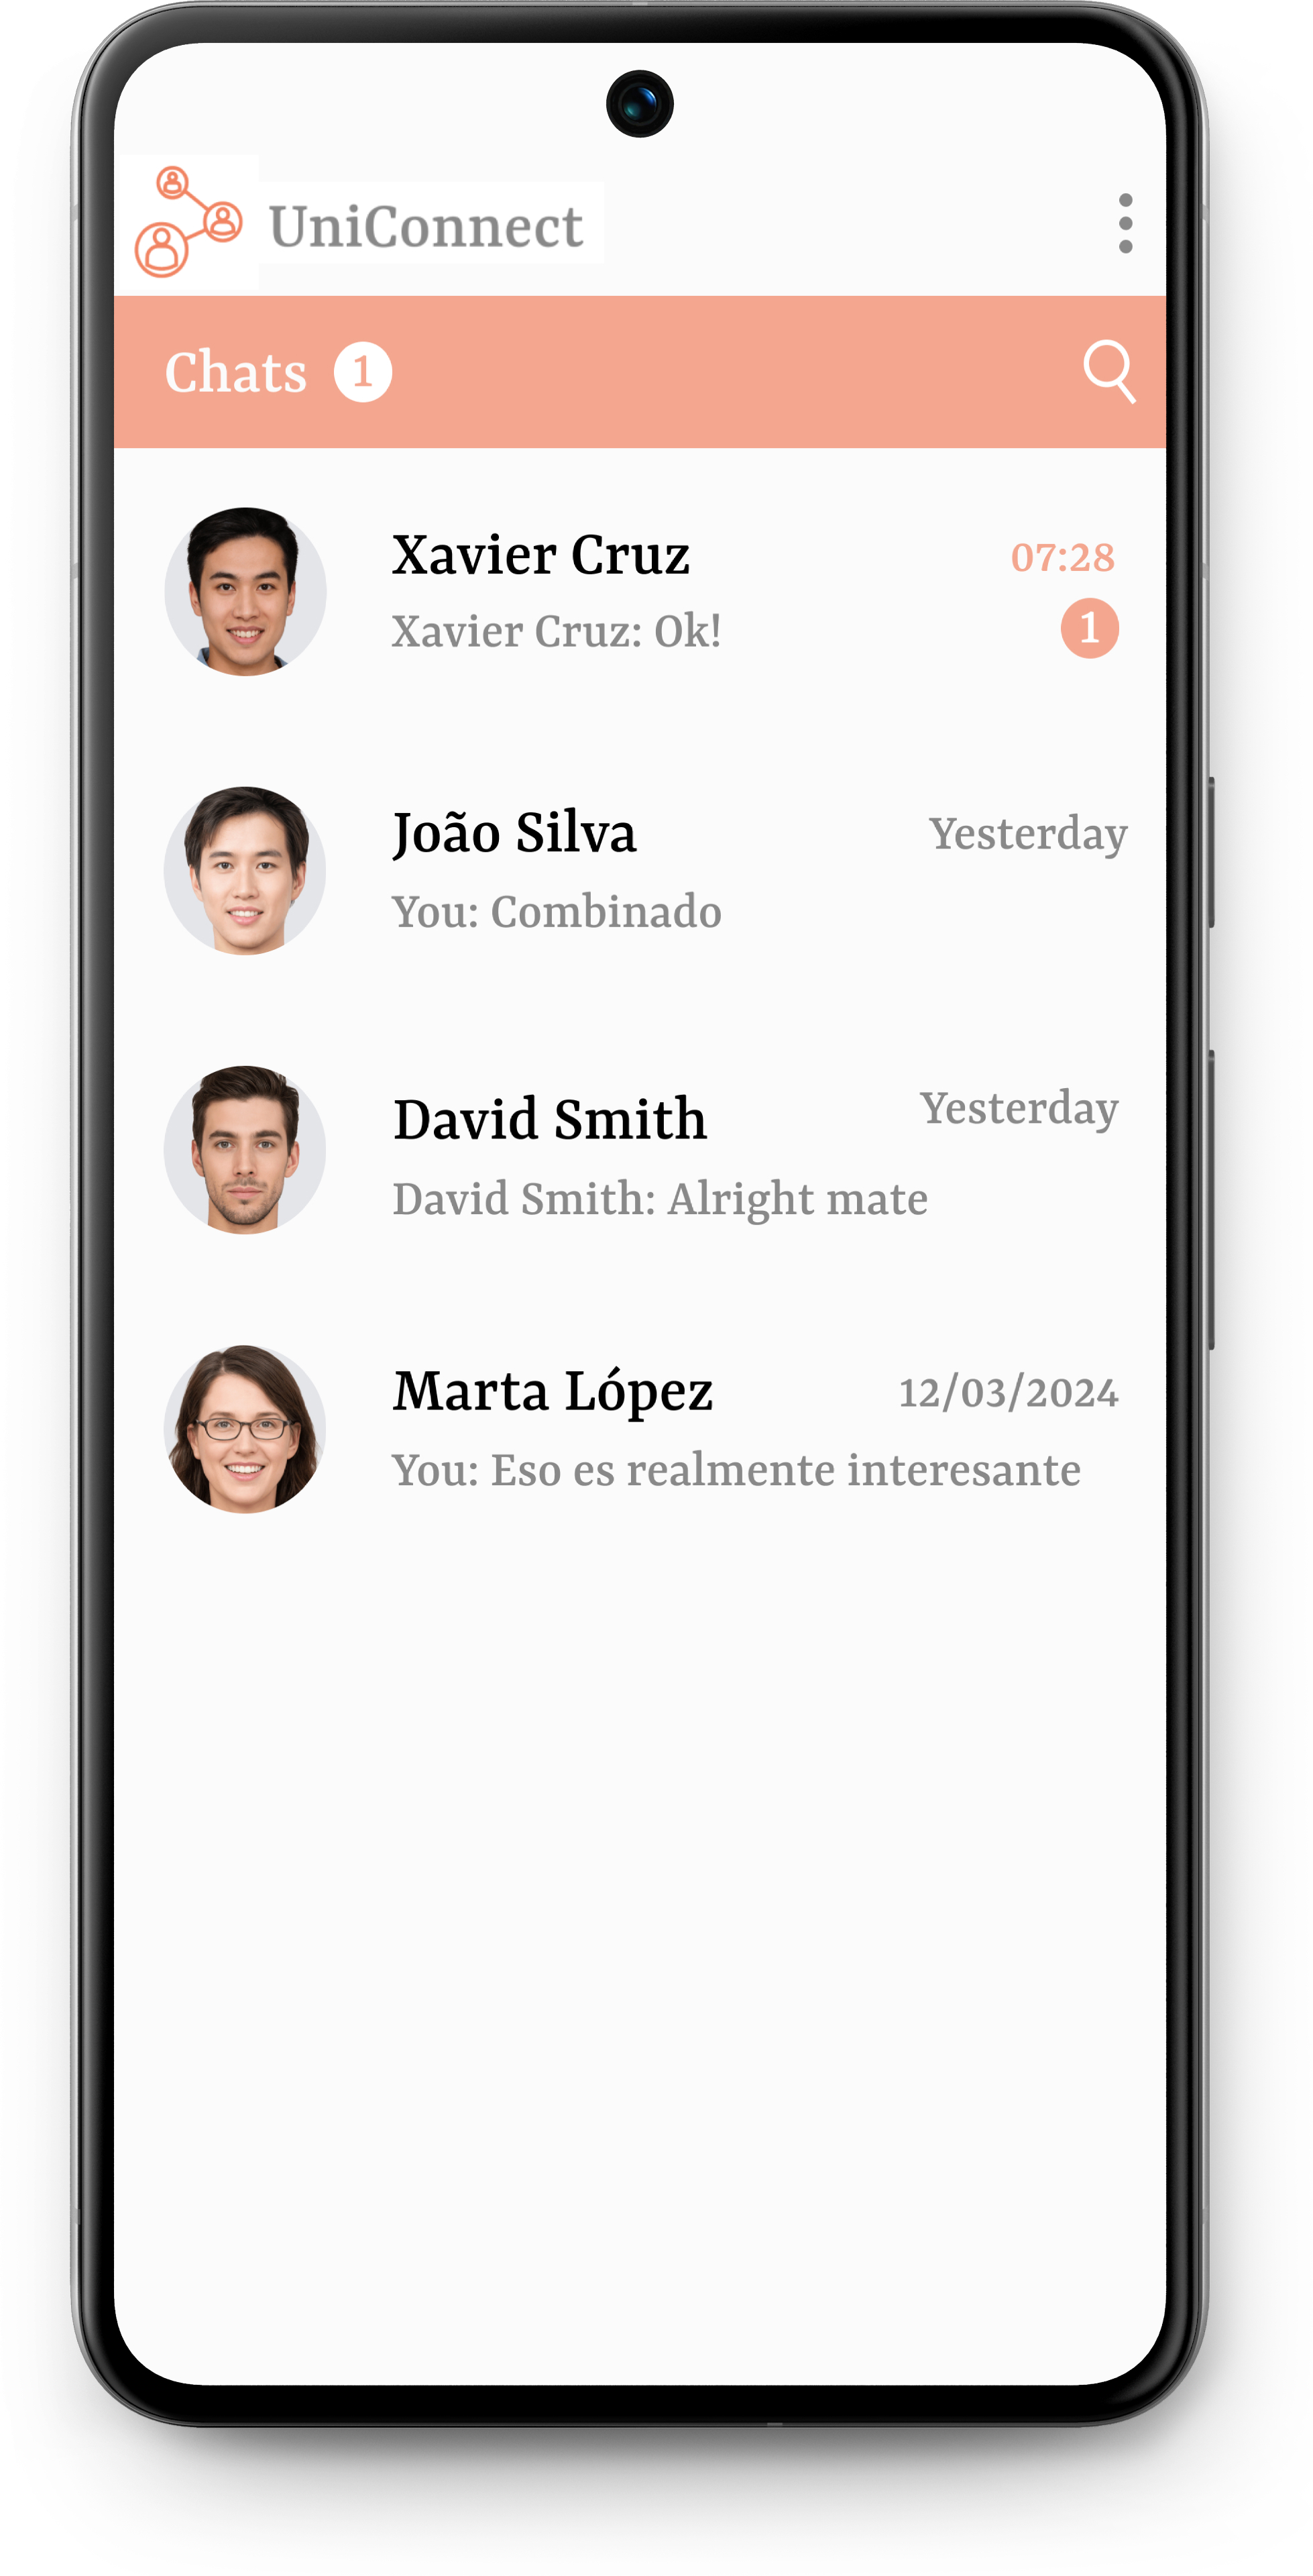 UniConnect
Chats 1
Xavier Cruz 07:28
Xavier Cruz: Ok! 1
João Silva Yesterday
You: Combinado
David Smith Yesterday
David Smith: Alright mate
Marta López 12/03/2024
You: Eso es realmente interesante